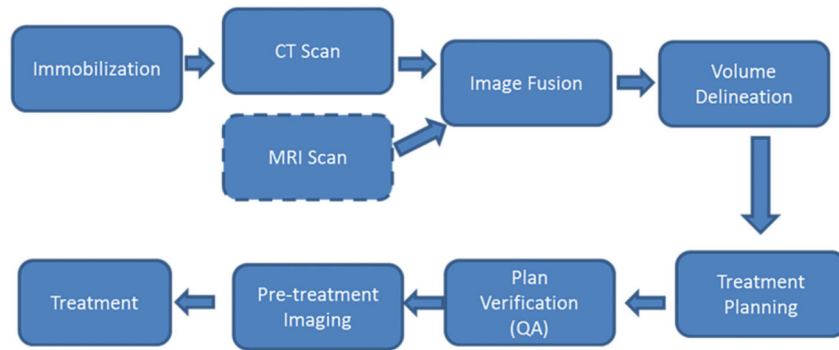 Immobilization
CT Scan
MRI Scan
Image Fusion
Volume
Delineation
Treatment
Planning
Plan
Verification
(QA)
Pre-treatment
Imaging
Treatment